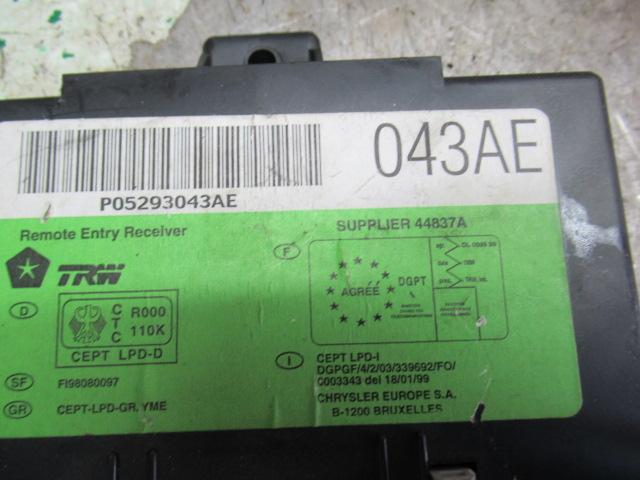 043AE
P05293043AE
Remote Entry Receiver
SUPPLIER 44837A
TRW
F
AGRÉÉ
DGPT
D
C R000
T
C 110K
CEPT LPD-D
I
CEPT LPD-I
DGPGF/4/2/03/339692/FO/
C003343 del 18/01/99
SF
FI98080097
CHRYSLER EUROPE S.A.
B-1200 BRUXELLES
GR
CEPT-LPD-GR. YME